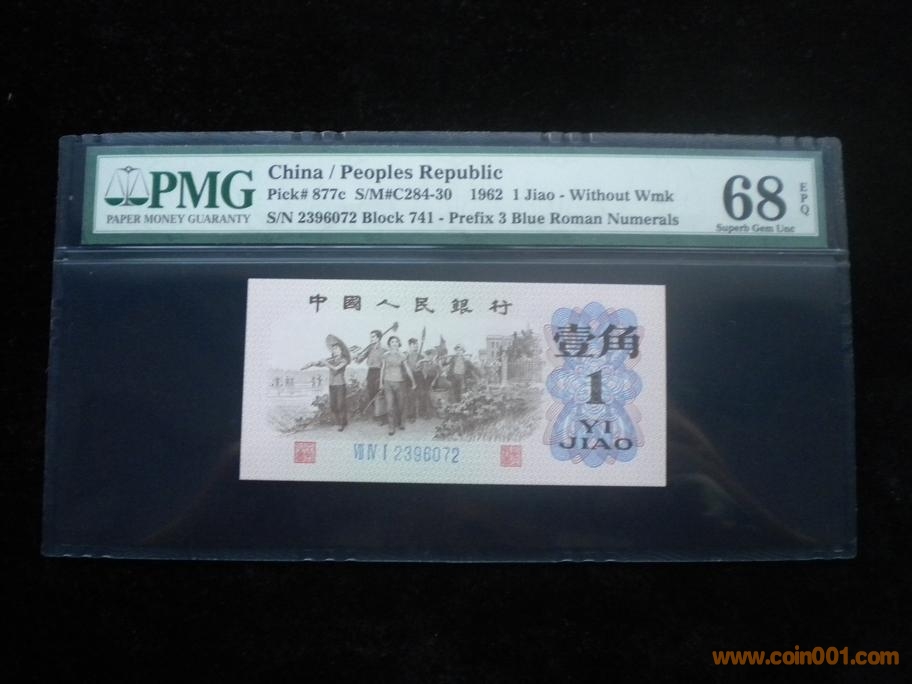 PMG
PAPER MONEY GUARANTY
China / Peoples Republic
Pick# 877c S/M#C284-30 1962 1 Jiao - Without Wmk
S/N 2396072 Block 741 - Prefix 3 Blue Roman Numerals
68
EPQ
Superb Gem Unc
中國人民銀行
壹角
1
YI
JIAO
Ⅶ Ⅳ Ⅰ 2396072
www.coin001.com